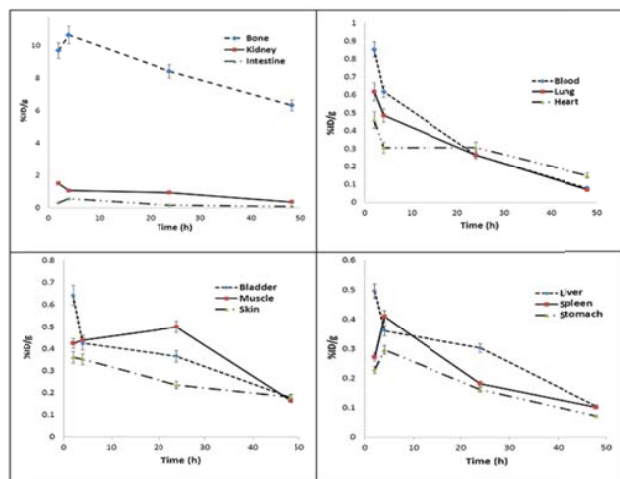 Bone
Kidney
Intestine
%ID/g
10
8
6
4
2
0
0 10 20 30 40 50
Time (h)
Blood
Lung
Heart
%ID/g
1
0.9
0.8
0.7
0.6
0.5
0.4
0.3
0.2
0.1
0
0 10 20 30 40 50
Time (h)
Bladder
Muscle
Skin
%ID/g
0.8
0.7
0.6
0.5
0.4
0.3
0.2
0.1
0
0 10 20 30 40 50
Time (h)
Liver
Spleen
Stomach
%ID/g
0.6
0.5
0.4
0.3
0.2
0.1
0
0 10 20 30 40 50
Time (h)